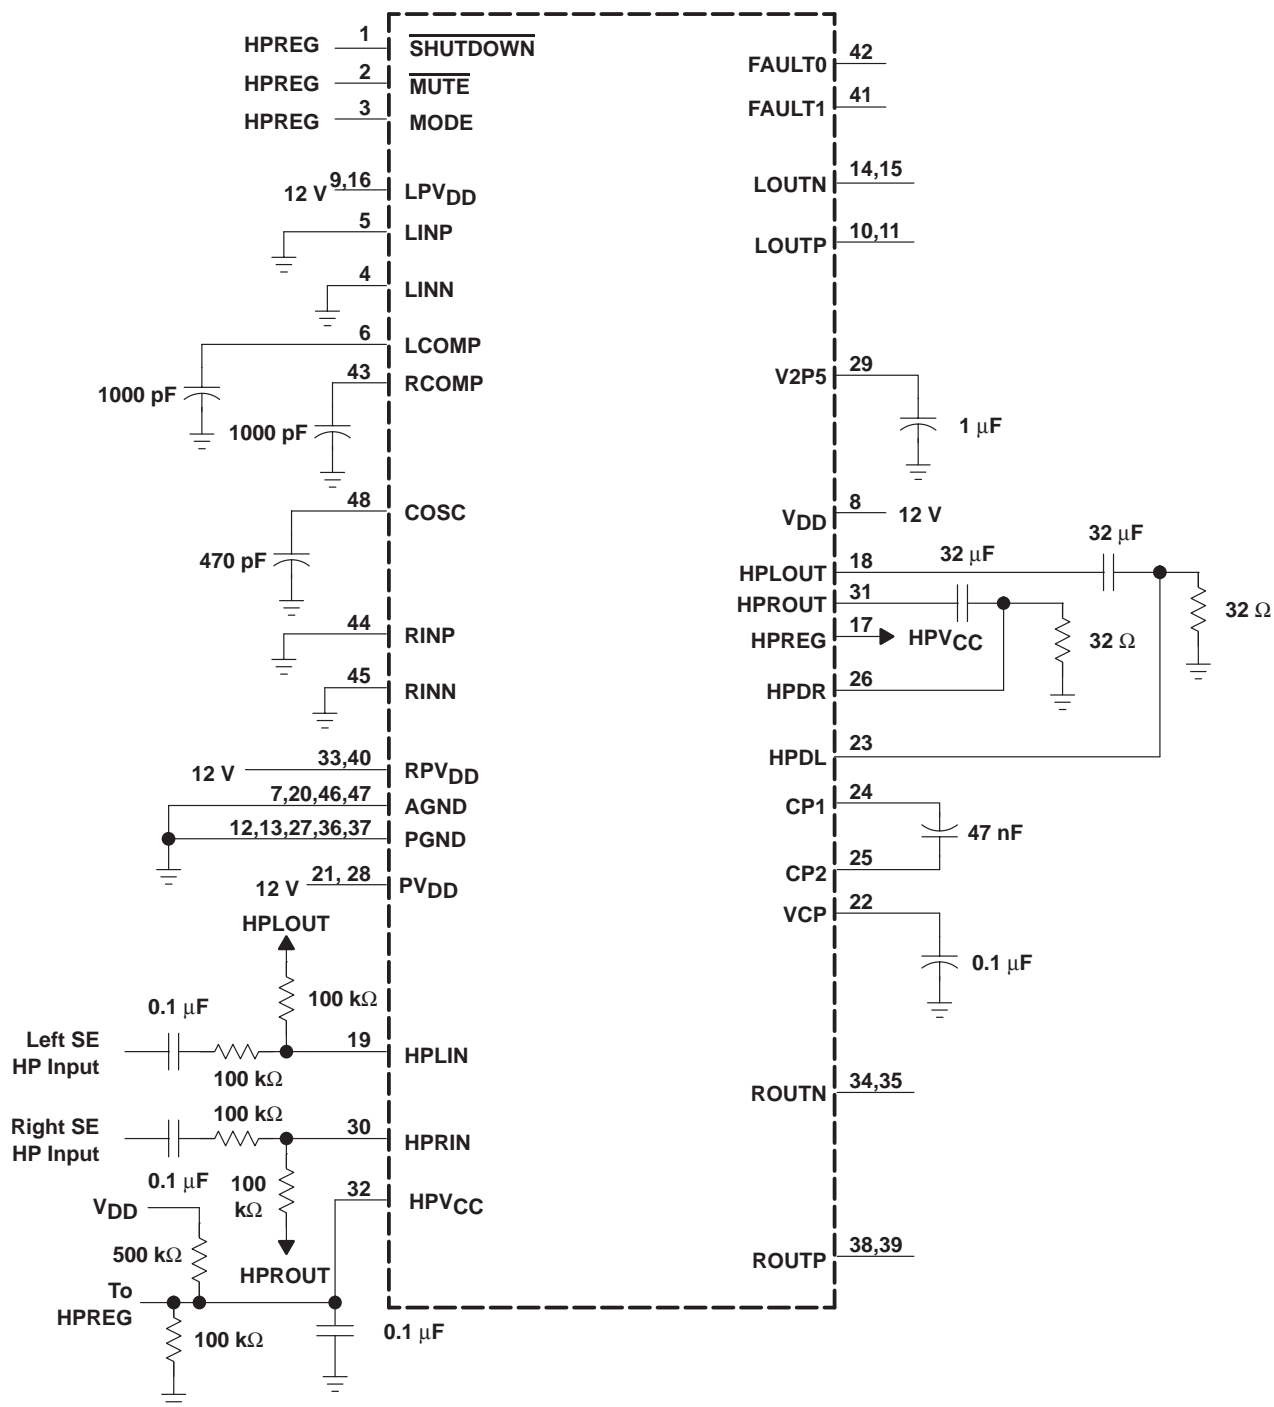 HPREG 1 SHUTDOWN
HPREG 2 MUTE
HPREG 3 MODE
12 V 9,16 LPVDD
5 LINP
4 LINN
6 LCOMP
1000 pF
43 RCOMP
1000 pF
48 COSC
470 pF
44 RINP
45 RINN
12 V 33,40 RPVDD
7,20,46,47 AGND
12,13,27,36,37 PGND
12 V 21, 28 PVDD
HPLOUT
100 kΩ
0.1 μF
Left SE
HP Input
100 kΩ
19 HPLIN
100 kΩ
Right SE
HP Input
0.1 μF
30 HPRIN
100
kΩ
HPROUT
32 HPVCC
VDD
500 kΩ
To
HPREG
100 kΩ
0.1 μF
FAULT0 42
FAULT1 41
LOUTN 14,15
LOUTP 10,11
V2P5 29
1 μF
VDD 8 12 V
HPLOUT 18
32 μF
32 Ω
HPROUT 31
32 μF
32 Ω
HPREG 17 HPVCC
HPDR 26
HPDL 23
CP1 24
47 nF
CP2 25
VCP 22
0.1 μF
ROUTN 34,35
ROUTP 38,39